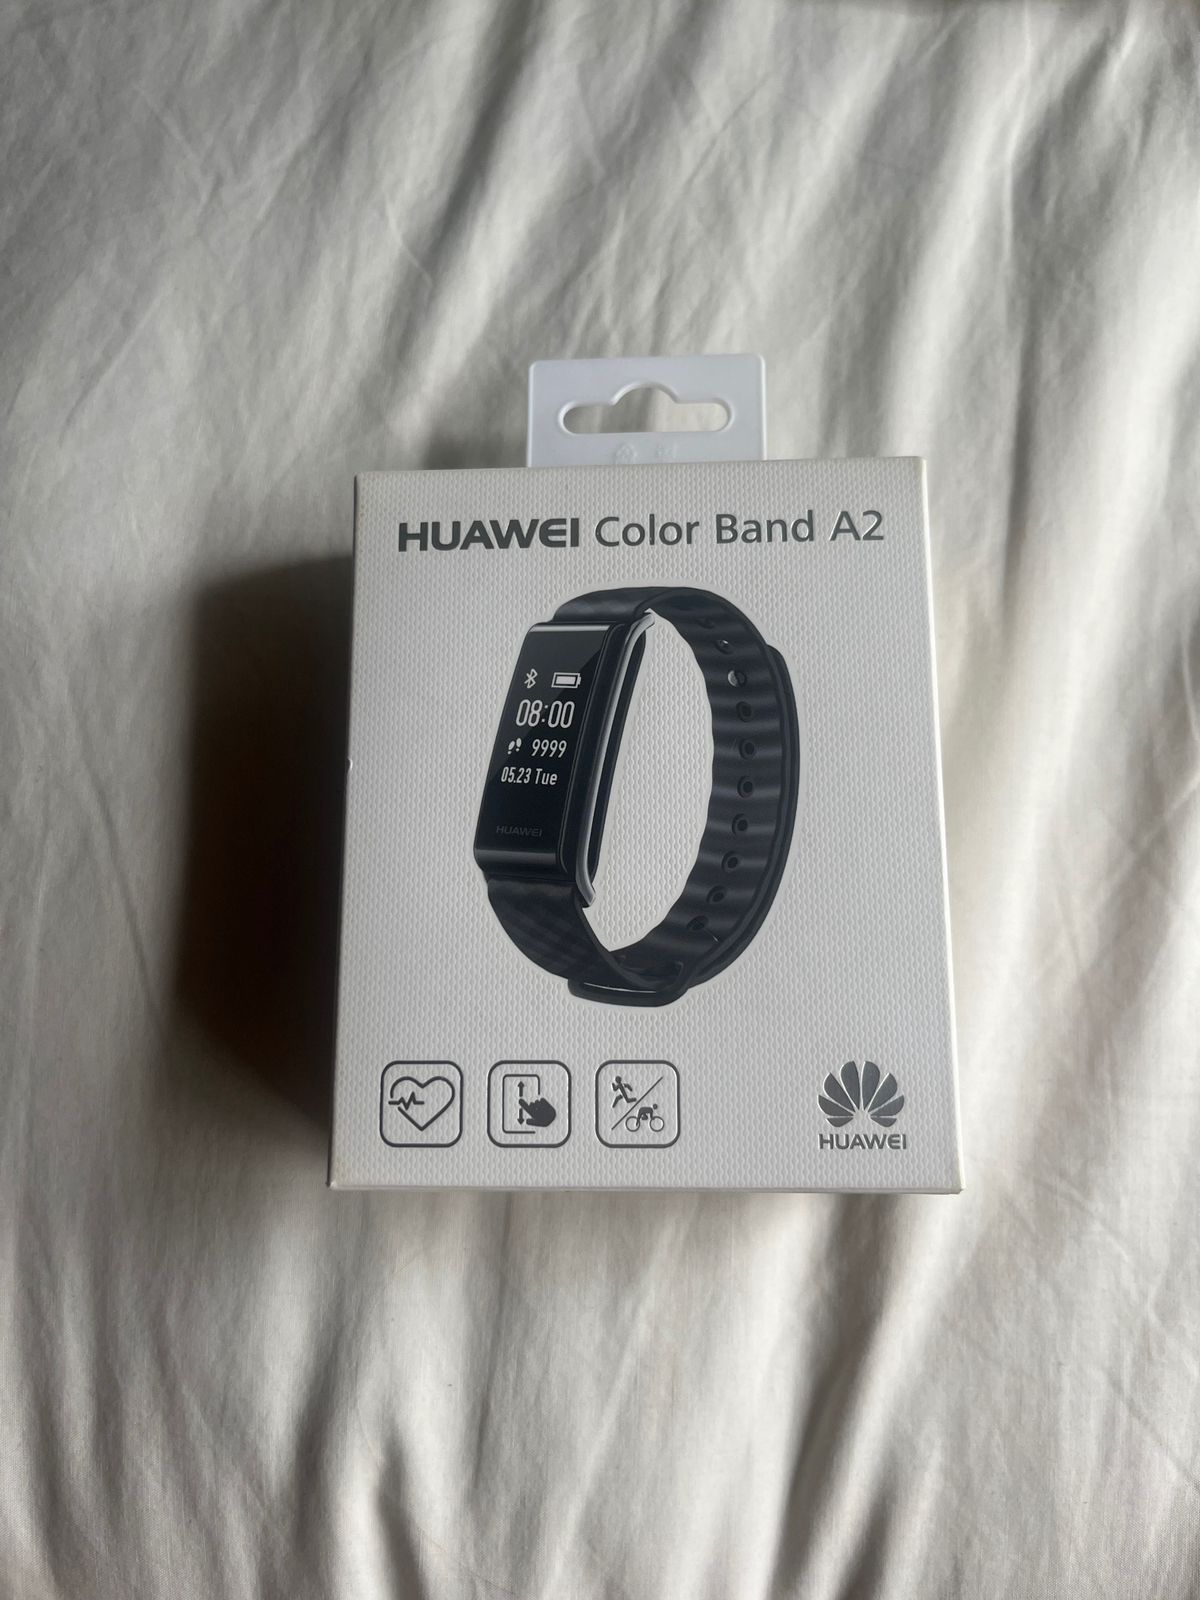 HUAWEI Color Band A2
08:00
9999
05.23 Tue
HUAWEI
HUAWEI